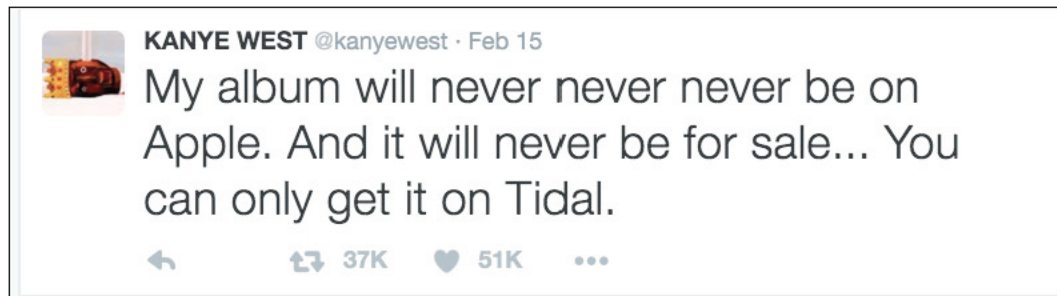 KANYE WEST @kanyewest · Feb 15
My album will never never never be on
Apple. And it will never be for sale... You
can only get it on Tidal.
37K 51K